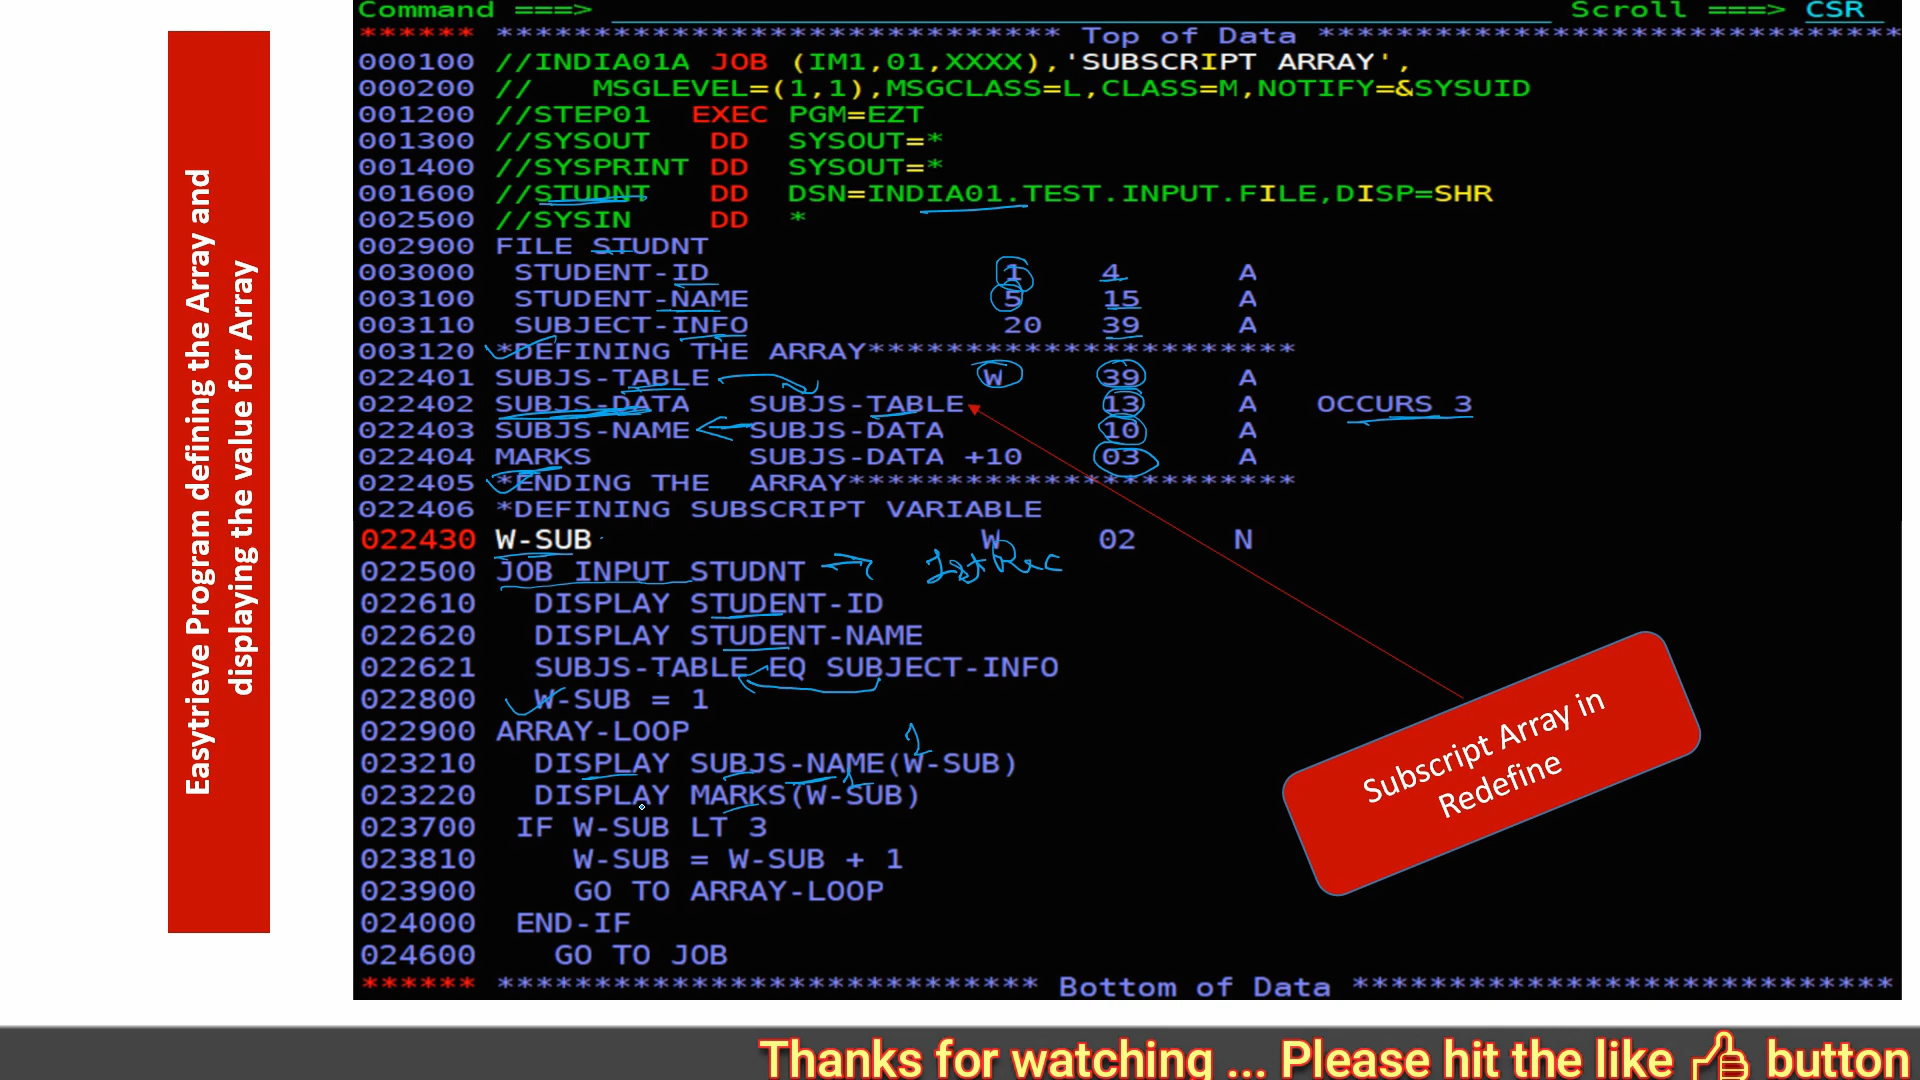 Easytrieve Program defining the Array and
displaying the value for Array
Command ===> Scroll ===> CSR
****** ***************************** Top of Data ******************************
000100 //INDIA01A JOB (IM1,01,XXXX),'SUBSCRIPT ARRAY',
000200 // MSGLEVEL=(1,1),MSGCLASS=L,CLASS=M,NOTIFY=&SYSUID
001200 //STEP01 EXEC PGM=EZT
001300 //SYSOUT DD SYSOUT=*
001400 //SYSPRINT DD SYSOUT=*
001600 //STUDNT DD DSN=INDIA01.TEST.INPUT.FILE,DISP=SHR
002500 //SYSIN DD *
002900 FILE STUDNT
003000 STUDENT-ID 1 4 A
003100 STUDENT-NAME 5 15 A
003110 SUBJECT-INFO 20 39 A
003120 *DEFINING THE ARRAY**********************
022401 SUBJS-TABLE W 39 A
022402 SUBJS-DATA SUBJS-TABLE 13 A OCCURS 3
022403 SUBJS-NAME SUBJS-DATA 10 A
022404 MARKS SUBJS-DATA +10 03 A
022405 *ENDING THE ARRAY***********************
022406 *DEFINING SUBSCRIPT VARIABLE
022430 W-SUB W 02 N
022500 JOB INPUT STUDNT 1st Rec
022610 DISPLAY STUDENT-ID
022620 DISPLAY STUDENT-NAME
022621 SUBJS-TABLE EQ SUBJECT-INFO
022800 W-SUB = 1
022900 ARRAY-LOOP
023210 DISPLAY SUBJS-NAME(W-SUB)
023220 DISPLAY MARKS(W-SUB)
023700 IF W-SUB LT 3
023810 W-SUB = W-SUB + 1
023900 GO TO ARRAY-LOOP
024000 END-IF
024600 GO TO JOB
****** **************************** Bottom of Data ****************************
Subscript Array in
Redefine
Thanks for watching ... Please hit the like button